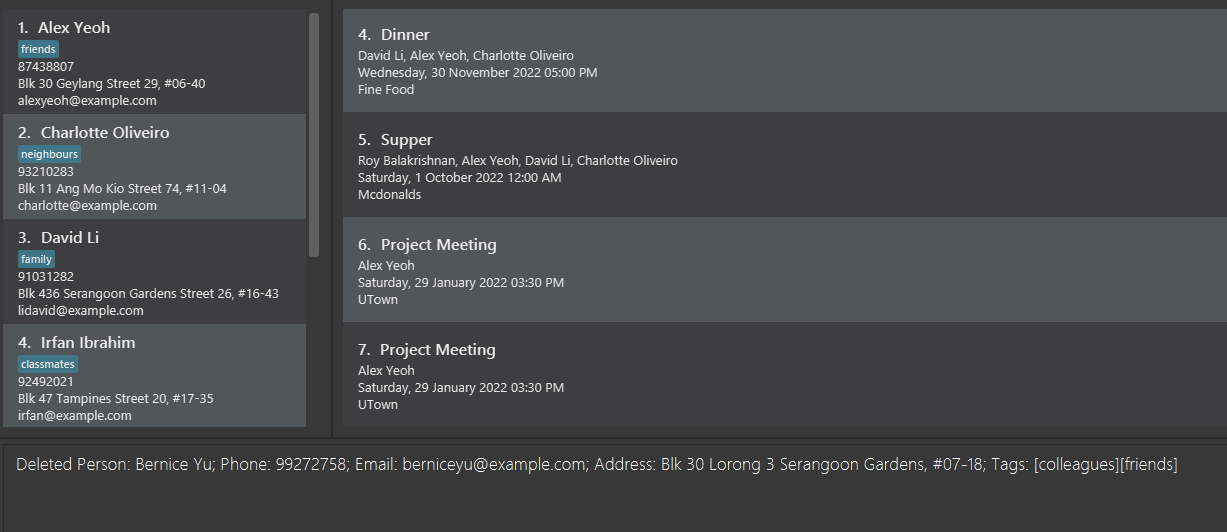 1. Alex Yeoh
friends
87438807
Blk 30 Geylang Street 29, #06-40
alexyeoh@example.com
2. Charlotte Oliveiro
neighbours
93210283
Blk 11 Ang Mo Kio Street 74, #11-04
charlotte@example.com
3. David Li
family
91031282
Blk 436 Serangoon Gardens Street 26, #16-43
lidavid@example.com
4. Irfan Ibrahim
classmates
92492021
Blk 47 Tampines Street 20, #17-35
irfan@example.com
4. Dinner
David Li, Alex Yeoh, Charlotte Oliveiro
Wednesday, 30 November 2022 05:00 PM
Fine Food
5. Supper
Roy Balakrishnan, Alex Yeoh, David Li, Charlotte Oliveiro
Saturday, 1 October 2022 12:00 AM
Mcdonalds
6. Project Meeting
Alex Yeoh
Saturday, 29 January 2022 03:30 PM
UTown
7. Project Meeting
Alex Yeoh
Saturday, 29 January 2022 03:30 PM
UTown
Deleted Person: Bernice Yu; Phone: 99272758; Email: berniceyu@example.com; Address: Blk 30 Lorong 3 Serangoon Gardens, #07-18; Tags: [colleagues][friends]